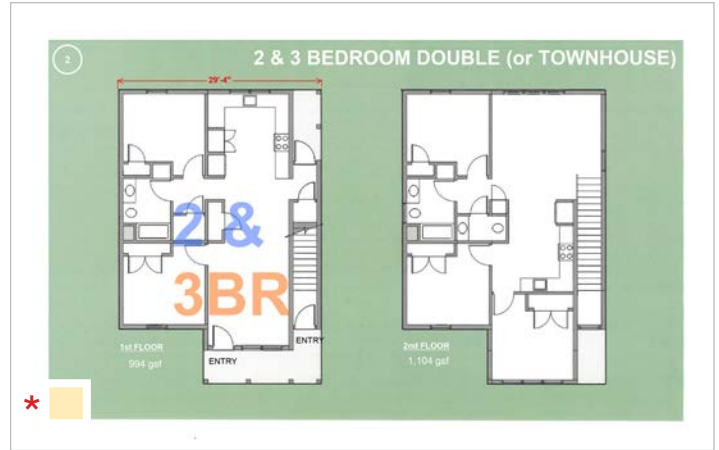 2
2 & 3 BEDROOM DOUBLE (or TOWNHOUSE)
29'-4"
2 &
3BR
1st FLOOR
994 gsf
ENTRY
ENTRY
2nd FLOOR
1,104 gsf
*